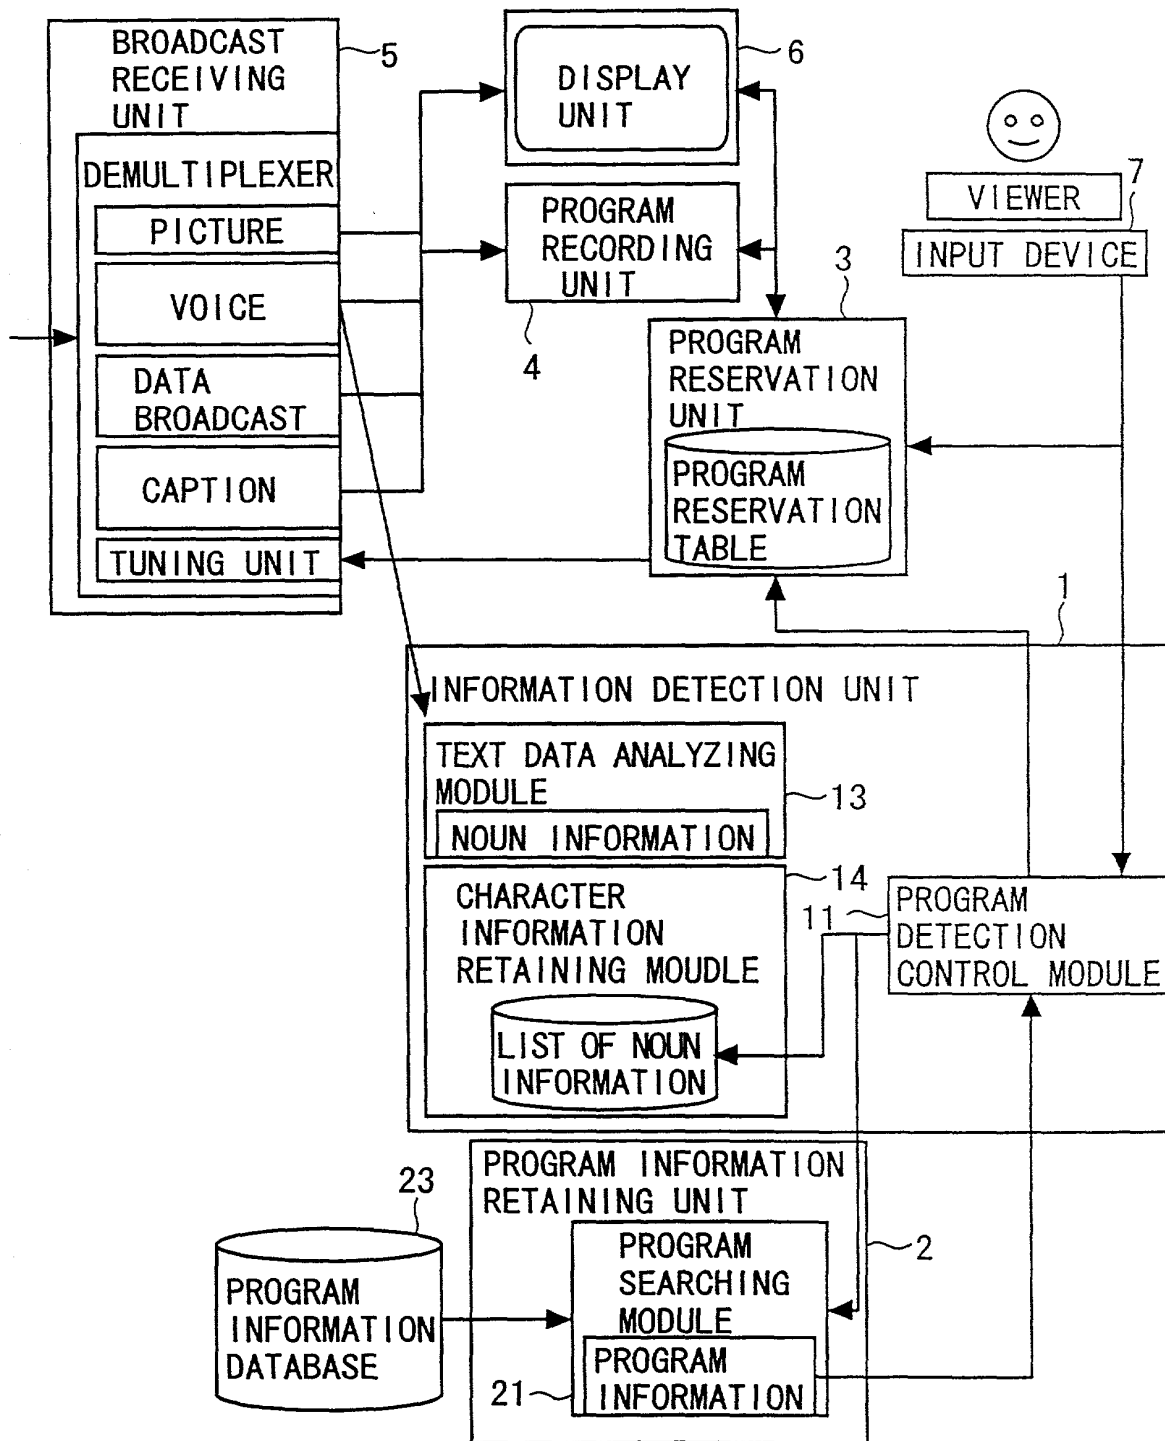 BROADCAST
RECEIVING
UNIT
5
DEMULTIPLEXER
PICTURE
VOICE
DATA
BROADCAST
CAPTION
TUNING UNIT
DISPLAY
UNIT
6
PROGRAM
RECORDING
UNIT
4
VIEWER
7
INPUT DEVICE
3
PROGRAM
RESERVATION
UNIT
PROGRAM
RESERVATION
TABLE
1
INFORMATION DETECTION UNIT
TEXT DATA ANALYZING
MODULE
13
NOUN INFORMATION
14
CHARACTER
INFORMATION
RETAINING MOUDLE
LIST OF NOUN
INFORMATION
11
PROGRAM
DETECTION
CONTROL MODULE
PROGRAM INFORMATION
RETAINING UNIT
2
23
PROGRAM
INFORMATION
DATABASE
PROGRAM
SEARCHING
MODULE
21
PROGRAM
INFORMATION